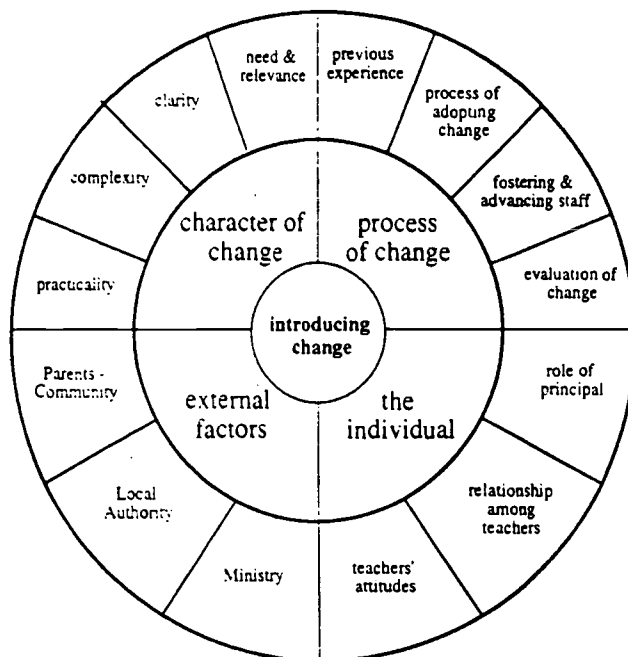 need &
relevance
previous
experience
clarity
process of
adopung
change
complexity
fostering &
advancing staff
character of
change
process
of change
practicality
evaluation of
change
introducing
change
Parents -
Community
role of
principal
external
factors
the
individual
Local
Authority
relationship
among
teachers
Ministry
teachers'
attitudes